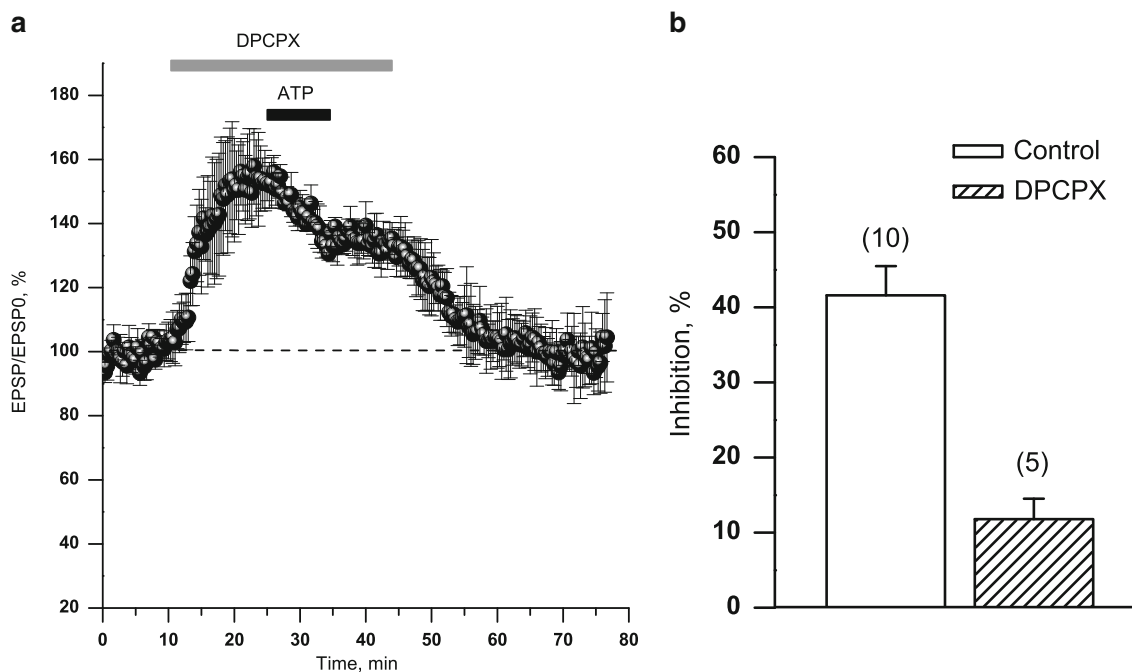 a
DPCPX
ATP
EPSP/EPSP0, %
180
160
140
120
100
80
60
40
20
0 10 20 30 40 50 60 70 80
Time, min
b
Control
DPCPX
Inhibition, %
60
50
40
30
20
10
0
(10)
(5)